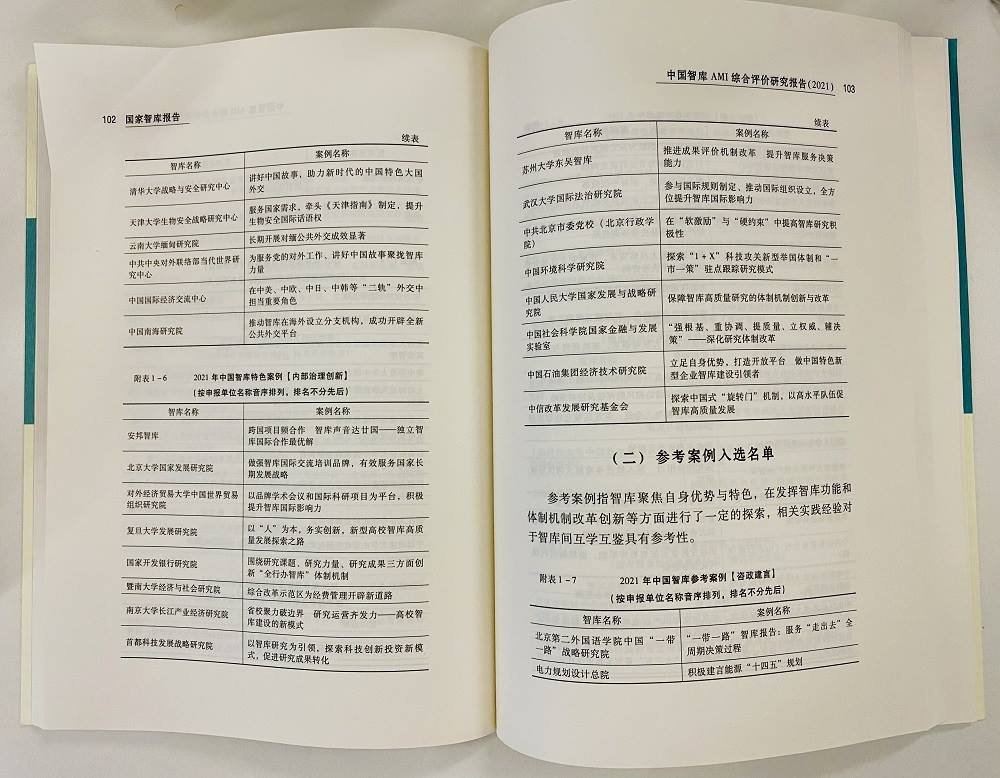 102 国家智库报告
续表
智库名称 案例名称
清华大学战略与安全研究中心 讲好中国故事，助力新时代的中国特色大国
外交
天津大学生物安全战略研究中心 服务国家需求，牵头《天津指南》制定，提升
生物安全国际话语权
云南大学缅甸研究院 长期开展对缅公共外交成效显著
中共中央对外联络部当代世界研
究中心 为服务党的对外工作、讲好中国故事聚拢智库
力量
中国国际经济交流中心 在中美、中欧、中日、中韩等“二轨”外交中
担当重要角色
中国南海研究院 推动智库在海外设立分支机构，成功开辟全新
公共外交平台
附表1-6 2021年中国智库特色案例【内部治理创新】
（按申报单位名称音序排列，排名不分先后）
智库名称 案例名称
安邦智库 跨国项目频合作 智库声音达廿国——独立智
库国际合作最优解
北京大学国家发展研究院 做强智库国际交流培训品牌，有效服务国家长
期发展战略
对外经济贸易大学中国世界贸易
组织研究院 以品牌学术会议和国际科研项目为平台，积极
提升智库国际影响力
复旦大学发展研究院 以“人”为本，务实创新，新型高校智库高质
量发展探索之路
国家开发银行研究院 围绕研究课题、研究力量、研究成果三方面创
新“全行办智库”体制机制
暨南大学经济与社会研究院 综合改革示范区为经费管理开辟新道路
南京大学长江产业经济研究院 省校聚力破边界 研究运营齐发力——高校智
库建设的新模式
首都科技发展战略研究院 以智库研究为引领，探索科技创新投资新模
式，促进研究成果转化
中国智库AMI综合评价研究报告(2021) 103
续表
智库名称 案例名称
苏州大学东吴智库 推进成果评价机制改革 提升智库服务决策
能力
武汉大学国际法治研究院 参与国际规则制定、推动国际组织设立，全方
位提升智库国际影响力
中共北京市委党校（北京行政学
院） 在“软激励”与“硬约束”中提高智库研究积
极性
中国环境科学研究院 探索“1+X”科技攻关新型举国体制和“一
市一策”驻点跟踪研究模式
中国人民大学国家发展与战略研
究院 保障智库高质量研究的体制机制创新与改革
中国社会科学院国家金融与发展
实验室 “强根基、重协调、提质量、立权威、辅决
策”——深化研究体制改革
中国石油集团经济技术研究院 立足自身优势，打造开放平台 做中国特色新
型企业智库建设引领者
中信改革发展研究基金会 探索中国式“旋转门”机制，以高水平队伍促
智库高质量发展
（二）参考案例入选名单
参考案例指智库聚焦自身优势与特色，在发挥智库功能和
体制机制改革创新等方面进行了一定的探索，相关实践经验对
于智库间互学互鉴具有参考性。
附表1-7 2021年中国智库参考案例【咨政建言】
（按申报单位名称音序排列，排名不分先后）
智库名称 案例名称
北京第二外国语学院中国“一带
一路”战略研究院 “一带一路”智库报告：服务“走出去”全
周期决策过程
电力规划设计总院 积极建言能源“十四五”规划